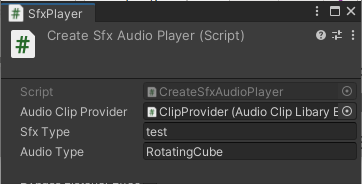 SfxPlayer
Create Sfx Audio Player (Script)
Script
CreateSfxAudioPlayer
Audio Clip Provider
ClipProvider (Audio Clip Libary E
Sfx Type
test
Audio Type
RotatingCube